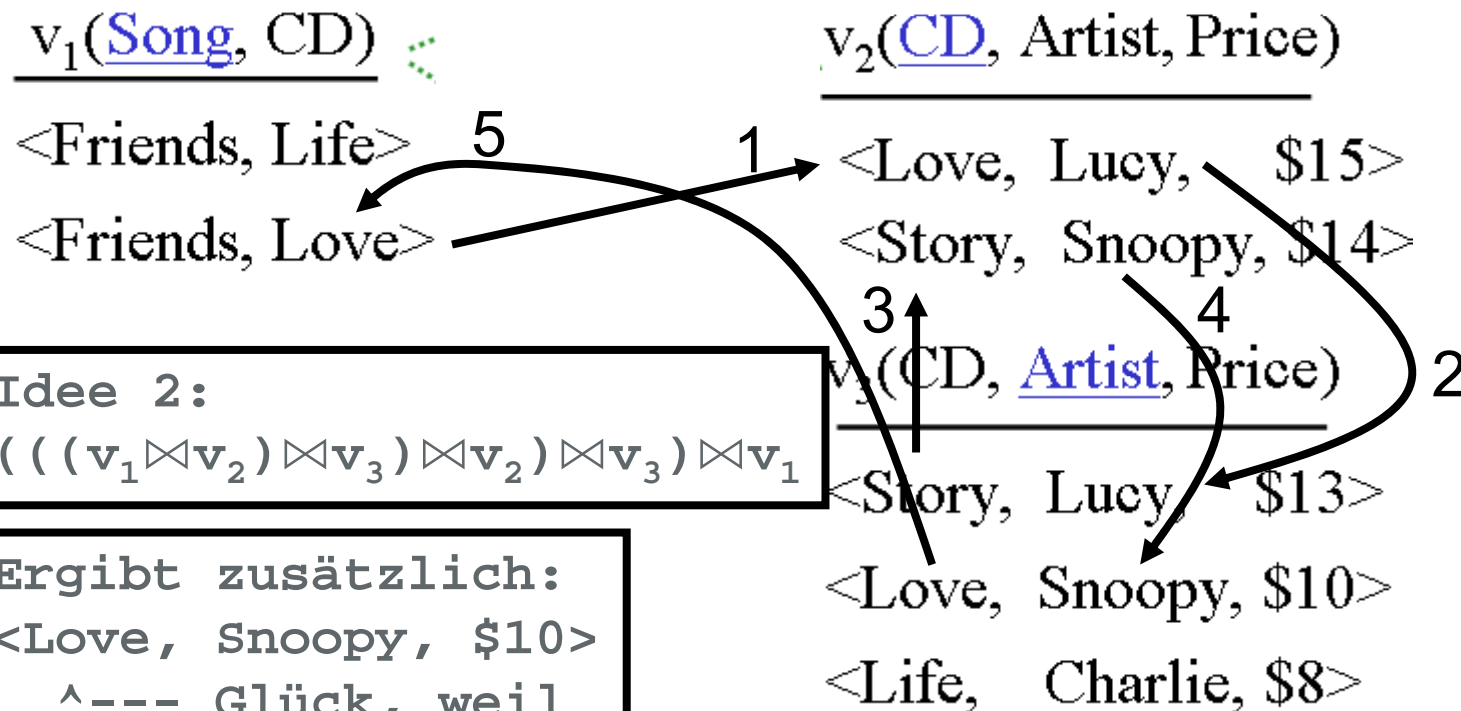 v₁(Song, CD)
<Friends, Life>
<Friends, Love>
5
1
v₂(CD, Artist, Price)
<Love, Lucy, $15>
<Story, Snoopy, $14>
3
4
2
v₃(CD, Artist, Price)
<Story, Lucy, $13>
<Love, Snoopy, $10>
<Life, Charlie, $8>
Idee 2:
(((v₁⋈v₂)⋈v₃)⋈v₂)⋈v₃)⋈v₁
Ergibt zusätzlich:
<Love, Snoopy, $10>
^--- Glück, weil